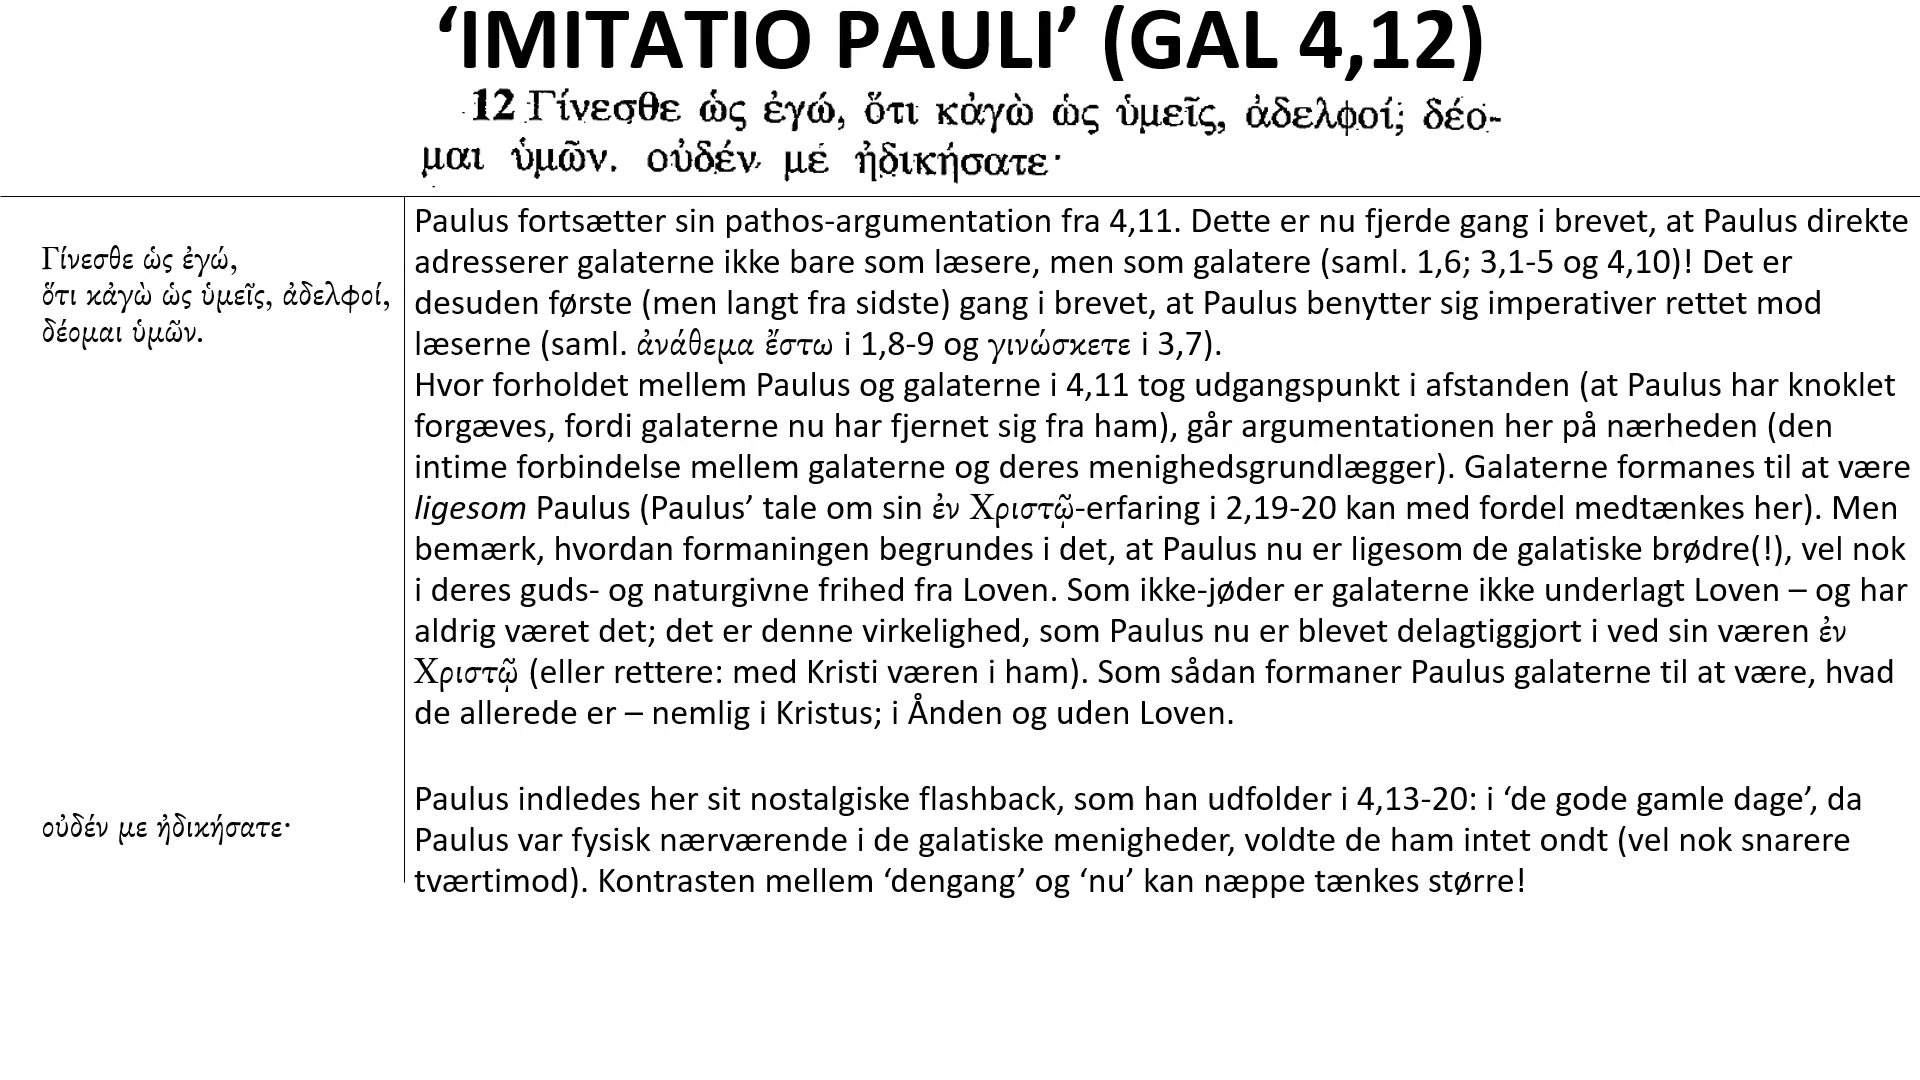 ‘IMITATIO PAULI’ (GAL 4,12)
12 Γίνεσθε ὡς ἐγώ, ὅτι κἀγὼ ὡς ὑμεῖς, ἀδελφοί; δέο-
μαι ὑμῶν. οὐδέν με ἠδικήσατε·
Γίνεσθε ὡς ἐγώ,
ὅτι κἀγὼ ὡς ὑμεῖς, ἀδελφοί,
δέομαι ὑμῶν.
Paulus fortsætter sin pathos-argumentation fra 4,11. Dette er nu fjerde gang i brevet, at Paulus direkte
adresserer galaterne ikke bare som læsere, men som galatere (saml. 1,6; 3,1-5 og 4,10)! Det er
desuden første (men langt fra sidste) gang i brevet, at Paulus benytter sig imperativer rettet mod
læserne (saml. ἀνάθεμα ἔστω i 1,8-9 og γινώσκετε i 3,7).
Hvor forholdet mellem Paulus og galaterne i 4,11 tog udgangspunkt i afstanden (at Paulus har knoklet
forgæves, fordi galaterne nu har fjernet sig fra ham), går argumentationen her på nærheden (den
intime forbindelse mellem galaterne og deres menighedsgrundlægger). Galaterne formanes til at være
ligesom Paulus (Paulus’ tale om sin ἐν Χριστῷ-erfaring i 2,19-20 kan med fordel medtænkes her). Men
bemærk, hvordan formaningen begrundes i det, at Paulus nu er ligesom de galatiske brødre(!), vel nok
i deres guds- og naturgivne frihed fra Loven. Som ikke-jøder er galaterne ikke underlagt Loven – og har
aldrig været det; det er denne virkelighed, som Paulus nu er blevet delagtiggjort i ved sin væren ἐν
Χριστῷ (eller rettere: med Kristi væren i ham). Som sådan formaner Paulus galaterne til at være, hvad
de allerede er – nemlig i Kristus; i Ånden og uden Loven.
οὐδέν με ἠδικήσατε·
Paulus indledes her sit nostalgiske flashback, som han udfolder i 4,13-20: i ‘de gode gamle dage’, da
Paulus var fysisk nærværende i de galatiske menigheder, voldte de ham intet ondt (vel nok snarere
tværtimod). Kontrasten mellem ‘dengang’ og ‘nu’ kan næppe tænkes større!